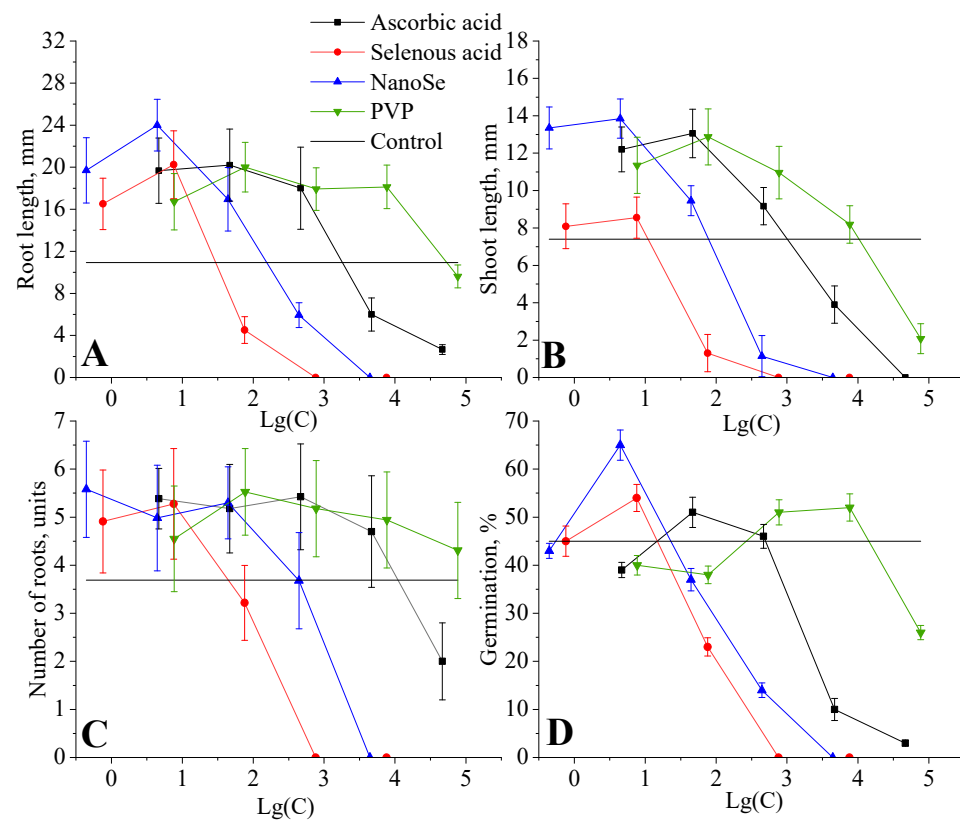 Ascorbic acid
Selenous acid
NanoSe
PVP
Control
32
28
24
20
16
12
8
4
0
Root length, mm
A
0 1 2 3 4 5
Lg(C)
18
16
14
12
10
8
6
4
2
0
Shoot length, mm
B
0 1 2 3 4 5
Lg(C)
7
6
5
4
3
2
1
0
Number of roots, units
C
0 1 2 3 4 5
Lg(C)
70
60
50
40
30
20
10
0
Germination, %
D
0 1 2 3 4 5
Lg(C)